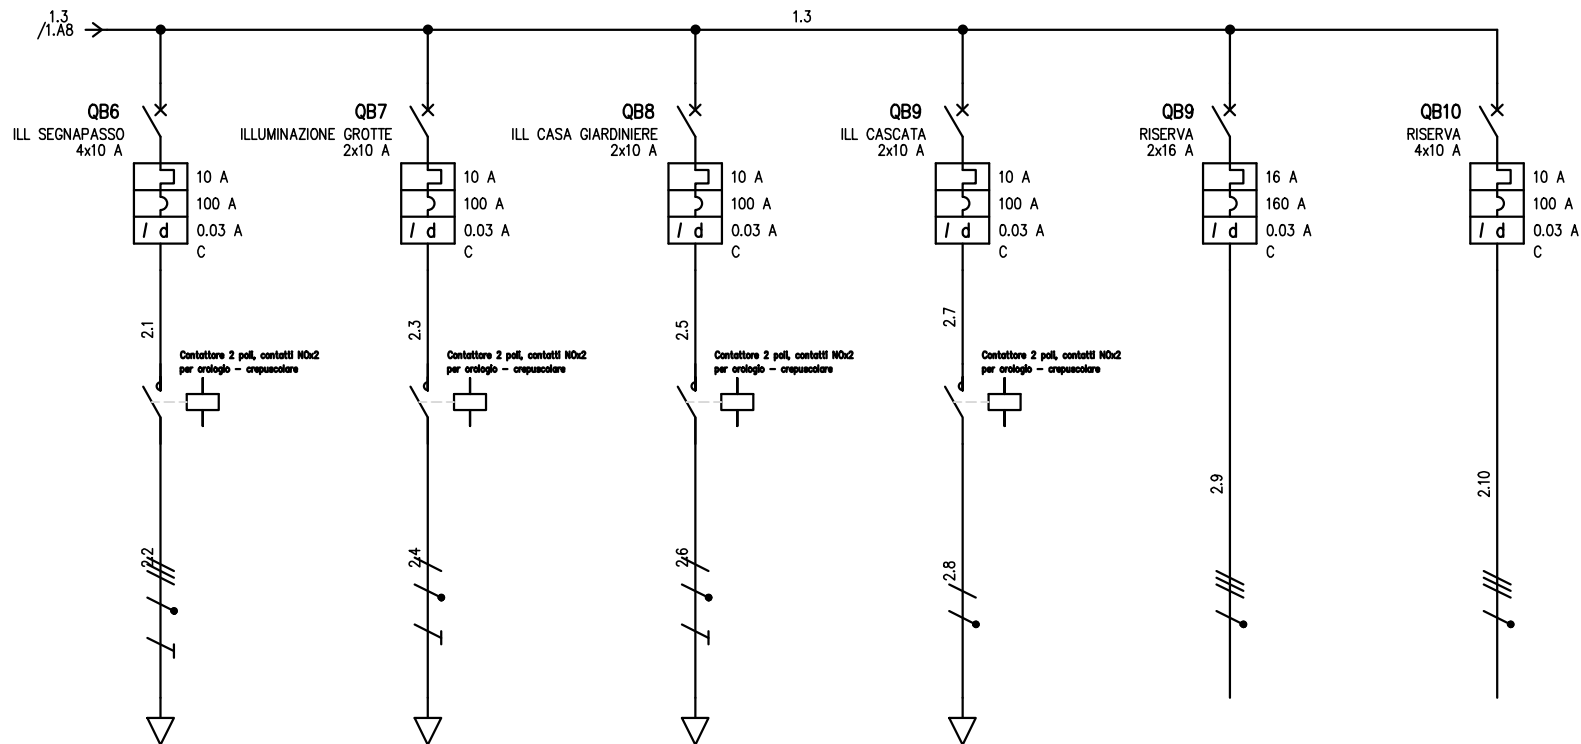 1.3
/1.A8
1.3
QB6
ILL SEGNAPASSO
4x10 A
10 A
100 A
I d
0.03 A
C
2.1
Contattore 2 poli, contatti NOx2
per orologio - crepuscolare
2.2
QB7
ILLUMINAZIONE GROTTE
2x10 A
10 A
100 A
I d
0.03 A
C
2.3
Contattore 2 poli, contatti NOx2
per orologio - crepuscolare
2.4
QB8
ILL CASA GIARDINIERE
2x10 A
10 A
100 A
I d
0.03 A
C
2.5
Contattore 2 poli, contatti NOx2
per orologio - crepuscolare
2.6
QB9
ILL CASCATA
2x10 A
10 A
100 A
I d
0.03 A
C
2.7
Contattore 2 poli, contatti NOx2
per orologio - crepuscolare
2.8
QB9
RISERVA
2x16 A
16 A
160 A
I d
0.03 A
C
2.9
QB10
RISERVA
4x10 A
10 A
100 A
I d
0.03 A
C
2.10